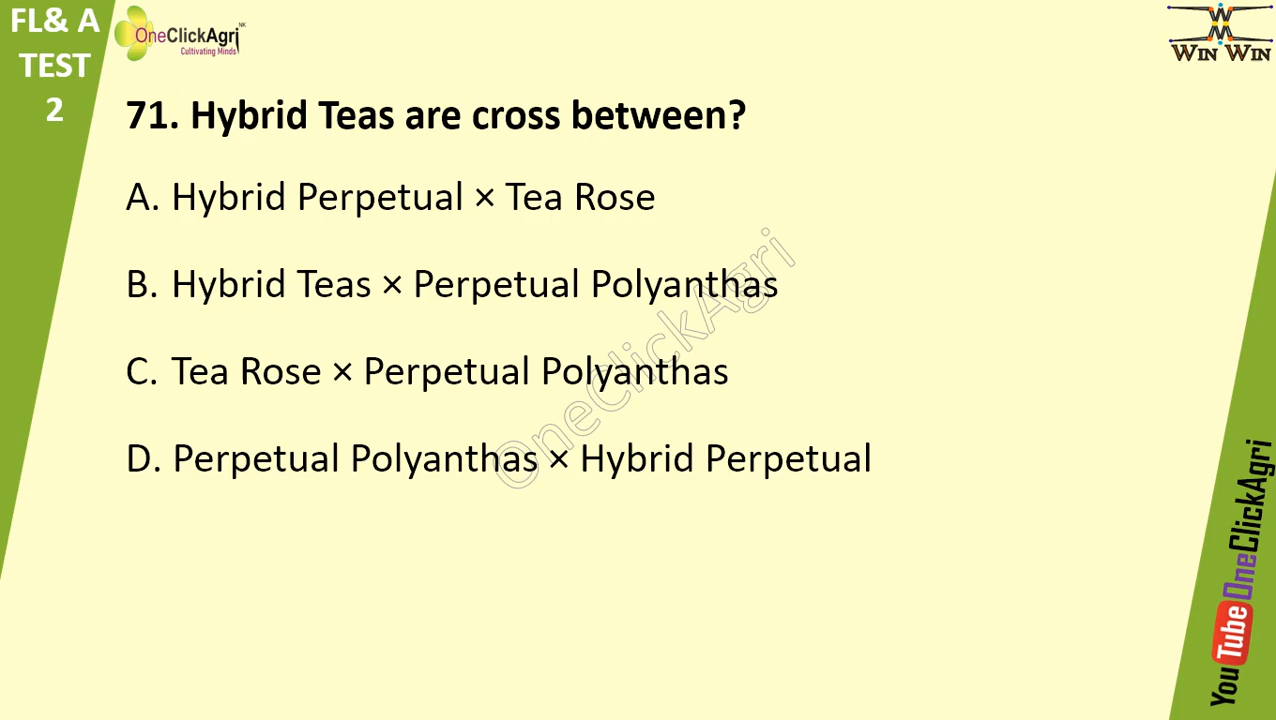 FL& A
TEST
2
OneClickAgri NK
Cultivating Minds
WIN WIN
71. Hybrid Teas are cross between?
A. Hybrid Perpetual × Tea Rose
B. Hybrid Teas × Perpetual Polyanthas
C. Tea Rose × Perpetual Polyanthas
D. Perpetual Polyanthas × Hybrid Perpetual
©OneClickAgri
YouTube OneClickAgri